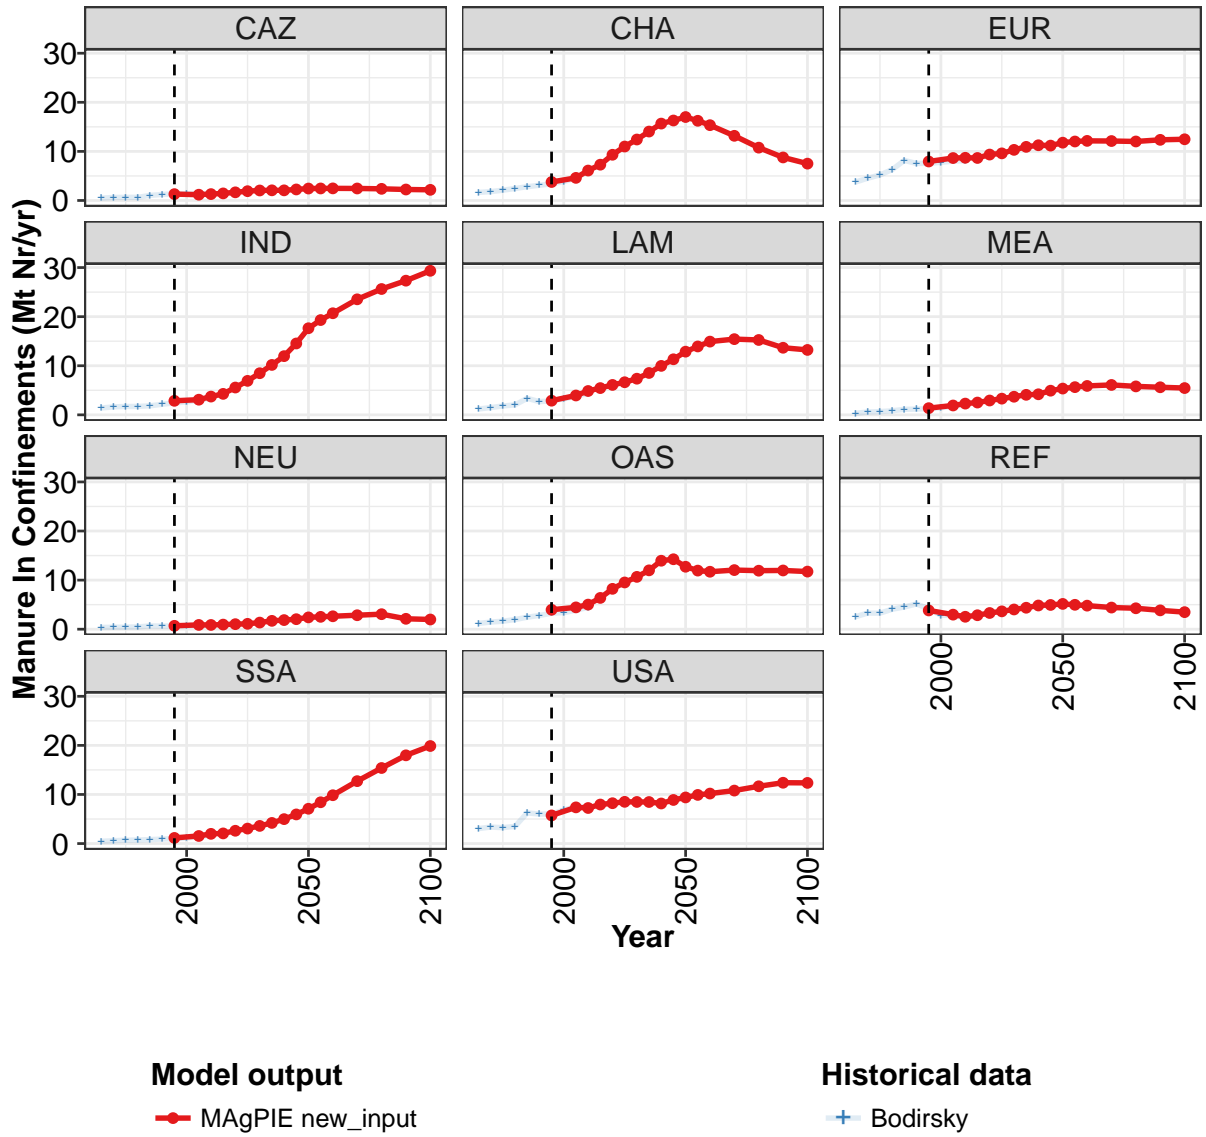 CAZ CHA EUR
30
20
10
0
IND LAM MEA
30
20
10
0
NEU OAS REF
30
20
10
0
SSA USA
30
20
10
0
2000 2050 2100
2000 2050 2100
2000 2050 2100
Manure In Confinements (Mt Nr/yr)
Year
Model output Historical data
MAgPIE new_input Bodirsky